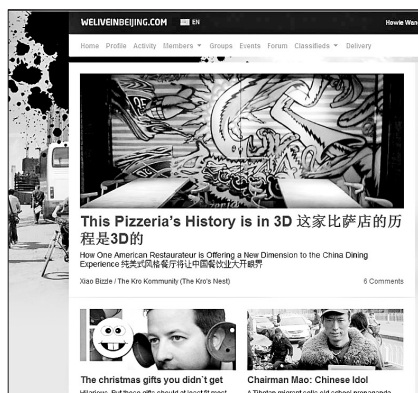 WELIVEINBEIJING.COM EN Howie
Home Profile Activity Members Groups Events Forum Classifieds Delivery
This Pizzeria's History is in 3D 这家比萨店的历
程是3D的
How One American Restaurateur is Offering a New Dimension to the China Dining
Experience 纯美式风格餐厅将让中国餐饮业大开眼界
Xiao Bizzle / The Kro Kommunity (The Kro's Nest) 6 Comments
The christmas gifts you didn`t get Chairman Mao: Chinese Idol